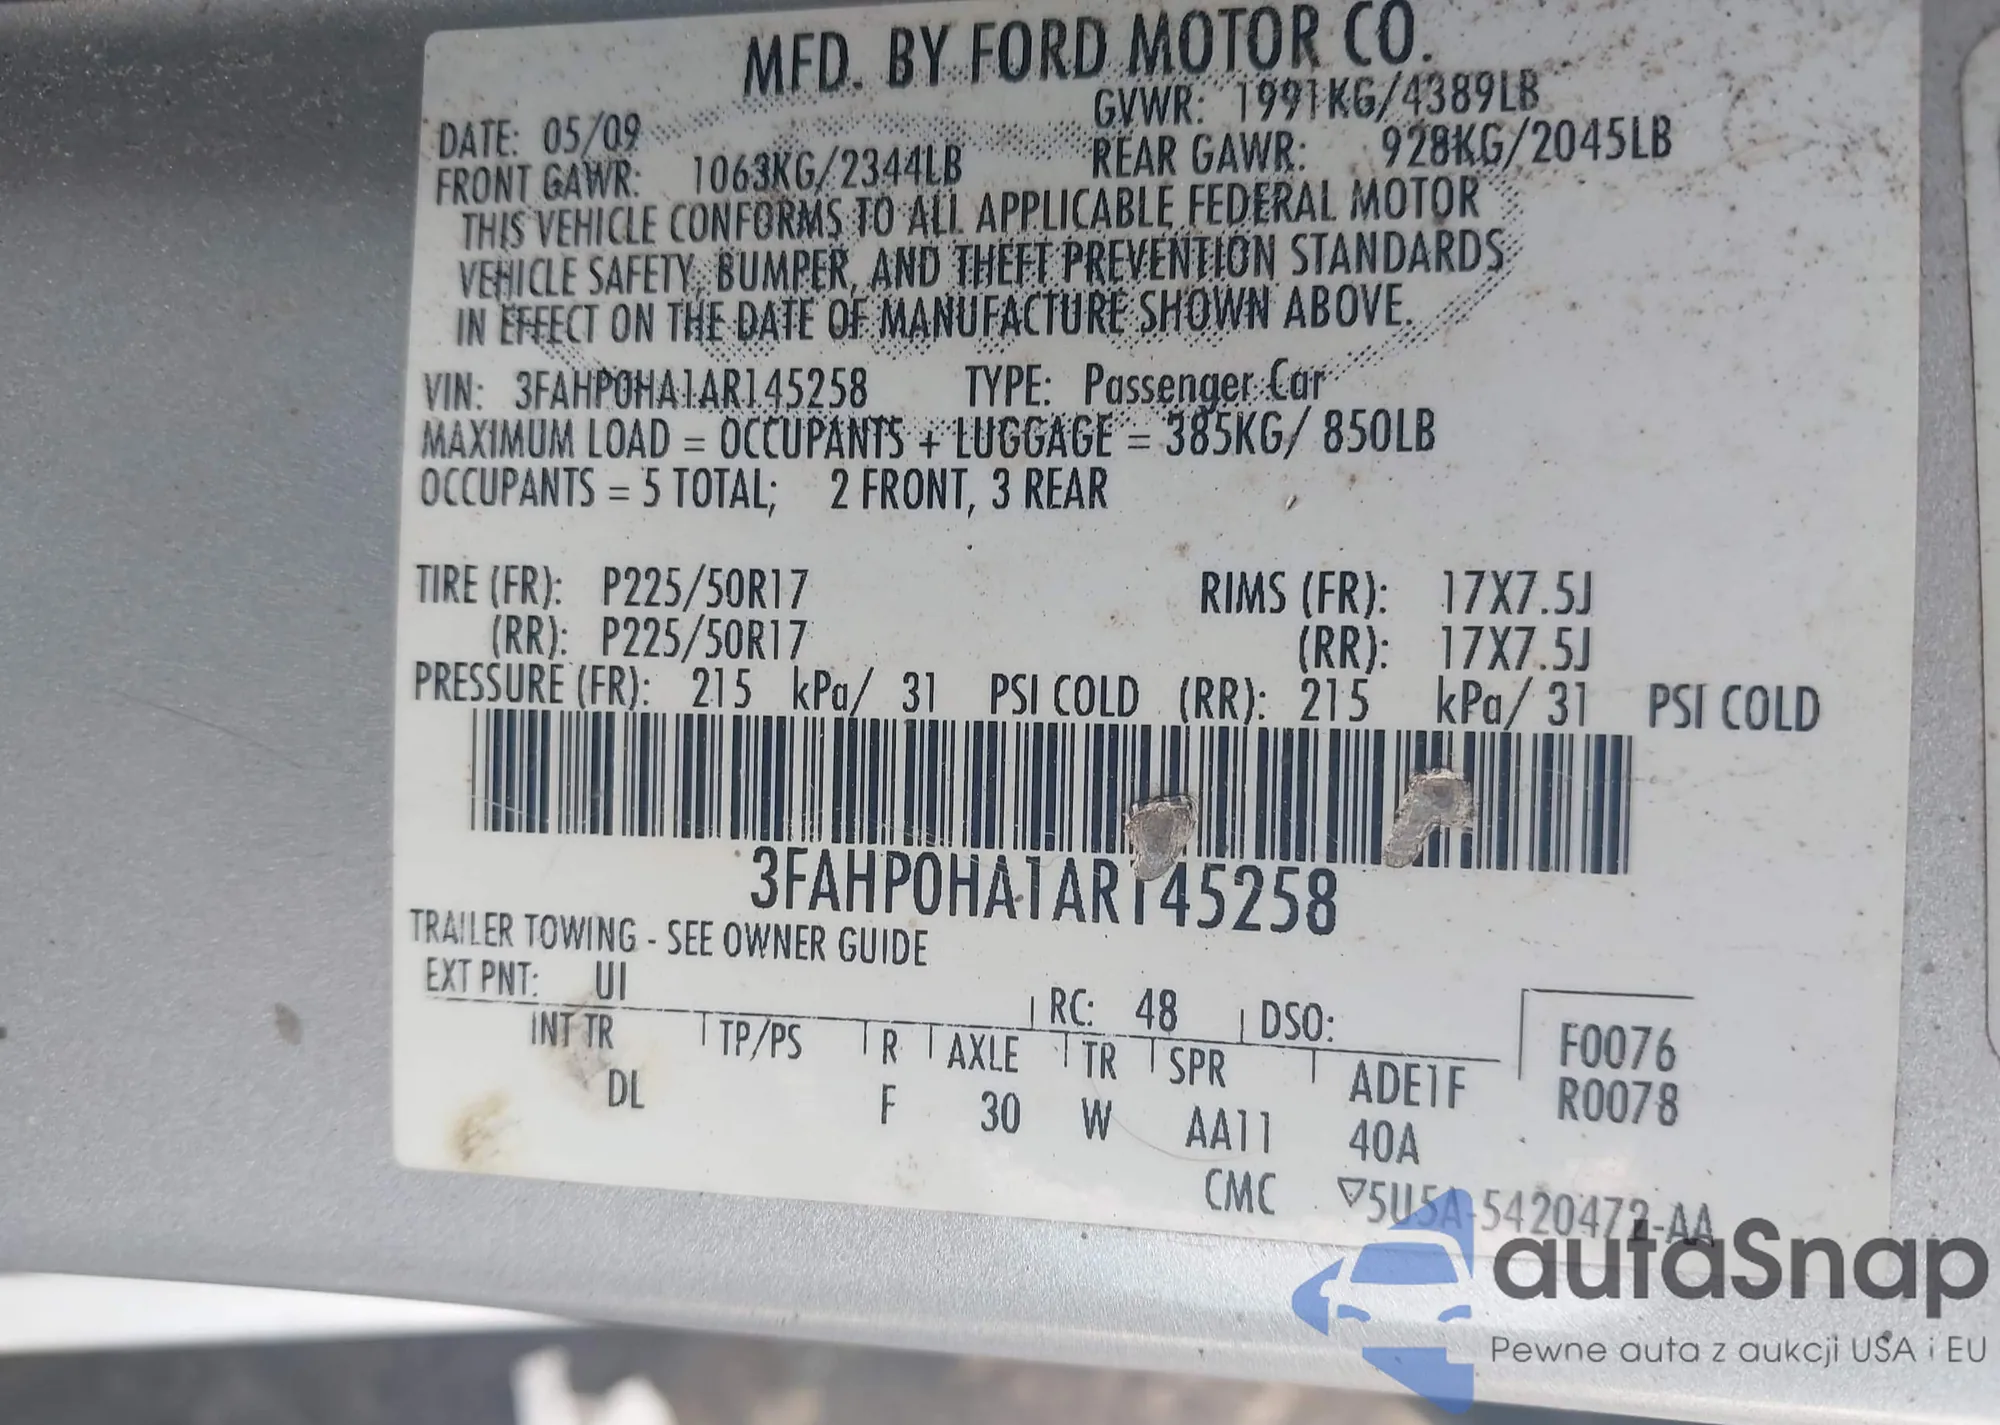 MFD. BY FORD MOTOR CO.
DATE: 05/09 GVWR: 1991KG/4389LB
FRONT GAWR: 1063KG/2344LB REAR GAWR: 928KG/2045LB
THIS VEHICLE CONFORMS TO ALL APPLICABLE FEDERAL MOTOR
VEHICLE SAFETY, BUMPER, AND THEFT PREVENTION STANDARDS
IN EFFECT ON THE DATE OF MANUFACTURE SHOWN ABOVE.
VIN: 3FAHP0HA1AR145258 TYPE: Passenger Car
MAXIMUM LOAD = OCCUPANTS + LUGGAGE = 385KG/ 850LB
OCCUPANTS = 5 TOTAL; 2 FRONT, 3 REAR
TIRE (FR): P225/50R17 RIMS (FR): 17X7.5J
(RR): P225/50R17 (RR): 17X7.5J
PRESSURE (FR): 215 kPa/ 31 PSI COLD (RR): 215 kPa/ 31 PSI COLD
3FAHP0HA1AR145258
TRAILER TOWING - SEE OWNER GUIDE
EXT PNT: UI RC: 48 DSO: F0076
INT TR TP/PS R AXLE TR SPR ADE1F R0078
DL F 30 W AA11 40A
CMC ▽5U5A-5420472-AA
autoSnap
Pewne auta z aukcji USA i EU